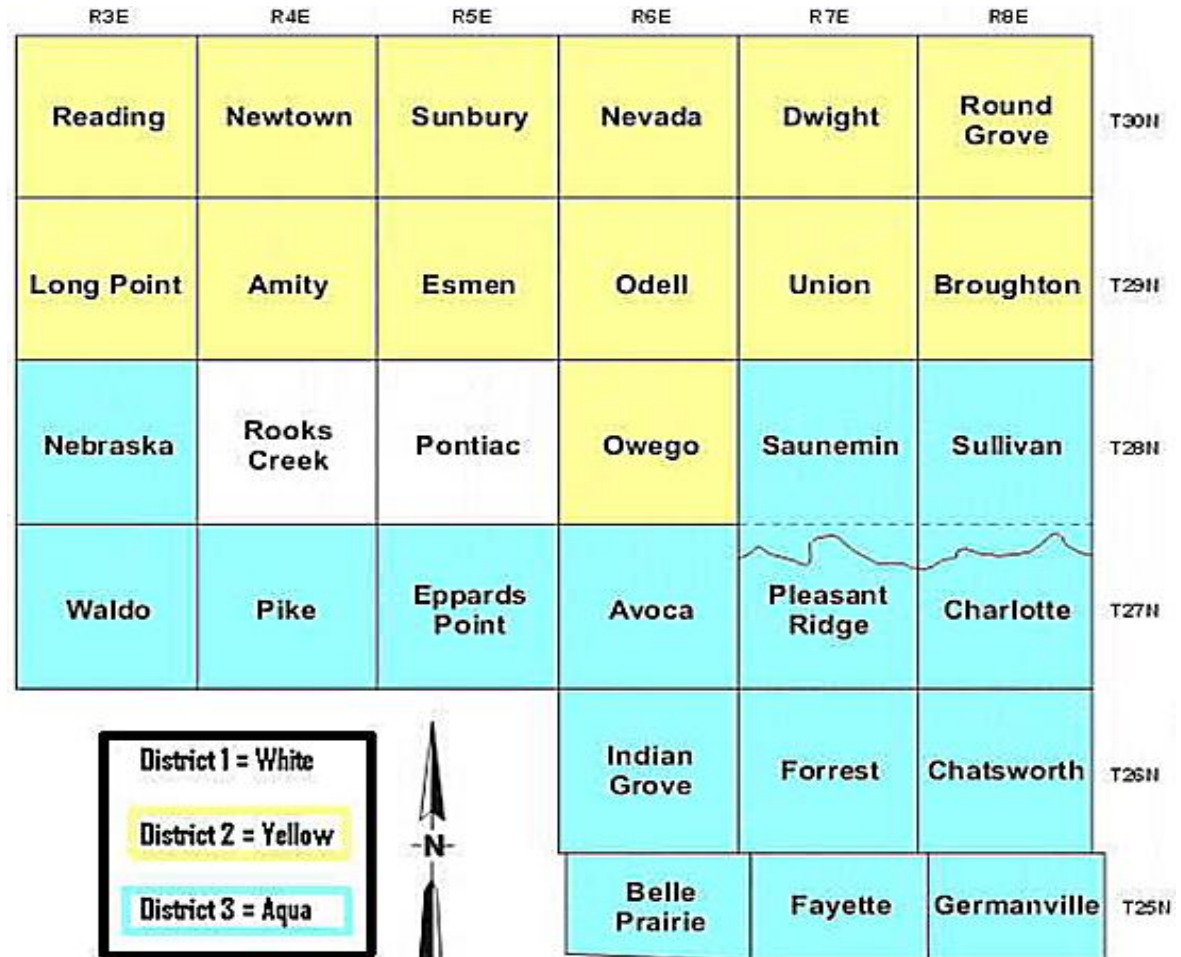 R3E R4E R5E R6E R7E R8E
Reading Newtown Sunbury Nevada Dwight Round
Grove T30N
Long Point Amity Esmen Odell Union Broughton T29N
Nebraska Rooks
Creek Pontiac Owego Saunemin Sullivan T28N
Waldo Pike Eppards
Point Avoca Pleasant
Ridge Charlotte T27N
Indian
Grove Forrest Chatsworth T26N
Belle
Prairie Fayette Germanville T25N
District 1 = White
District 2 = Yellow
District 3 = Aqua
N